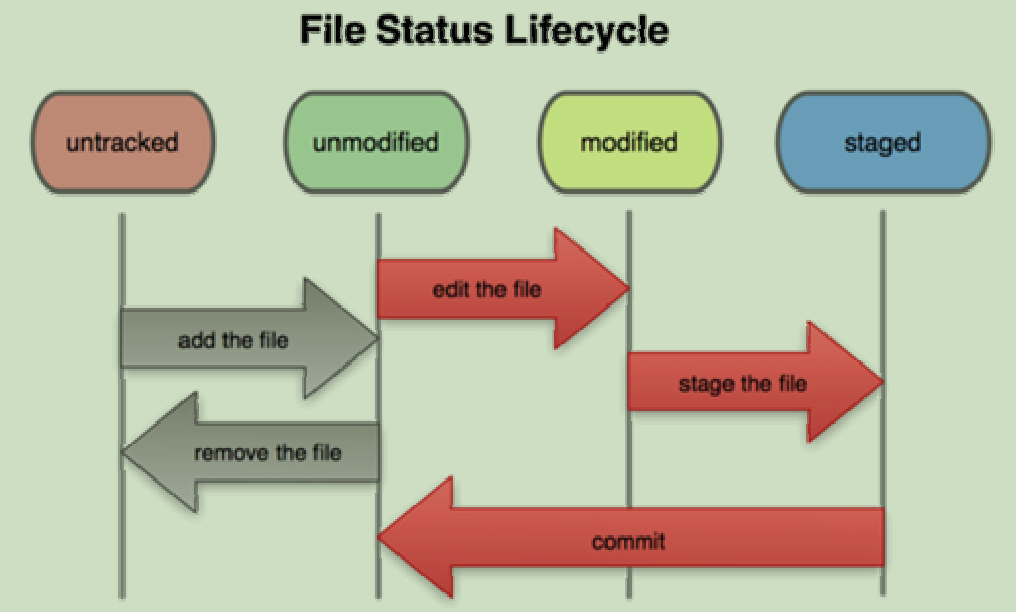 File Status Lifecycle
untracked
unmodified
modified
staged
edit the file
add the file
stage the file
remove the file
commit